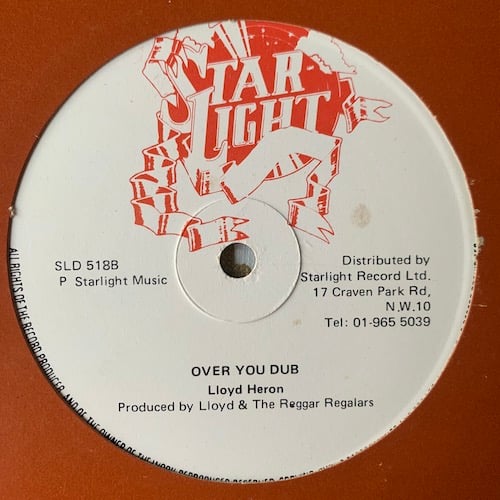 STAR
LIGHT
SLD 518B
P Starlight Music
Distributed by
Starlight Record Ltd.
17 Craven Park Rd,
N.W.10
Tel: 01-965 5039
OVER YOU DUB
Lloyd Heron
Produced by Lloyd & The Reggar Regalars
ALL RIGHTS OF THE RECORD PRODUCER AND OF THE OWNER OF THE WORK REPRODUCED RESERVED